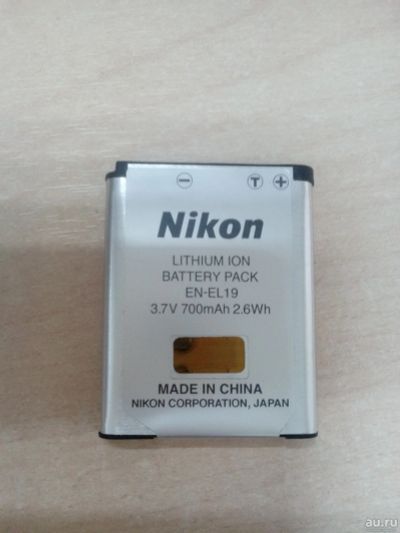 ⊖ Ⓣ ⊕
Nikon
LITHIUM ION
BATTERY PACK
EN-EL19
3.7V 700mAh 2.6Wh
MADE IN CHINA
NIKON CORPORATION, JAPAN
au.ru